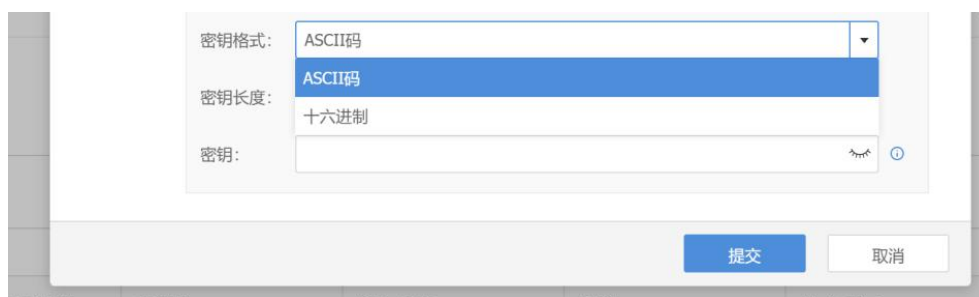 密钥格式： ASCII码
ASCII码
密钥长度：
十六进制
密钥：
提交 取消